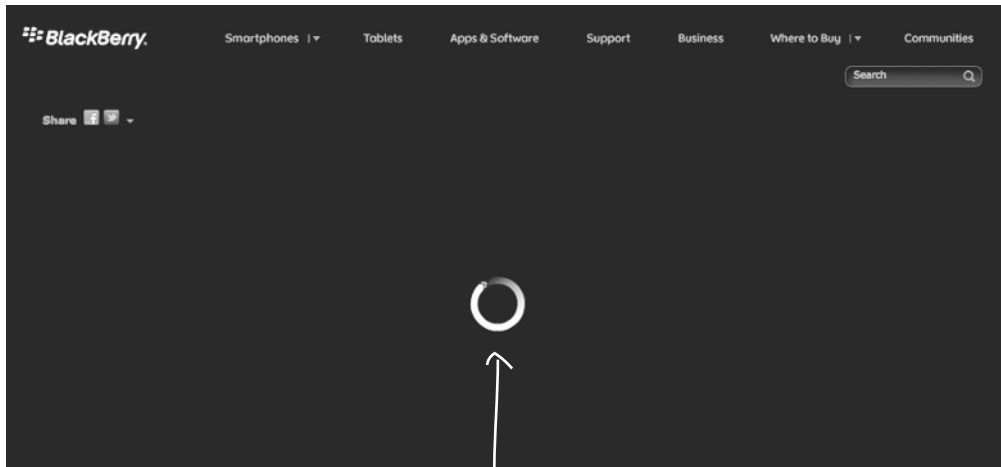 BlackBerry. Smartphones Tablets Apps & Software Support Business Where to Buy Communities
Search
Share